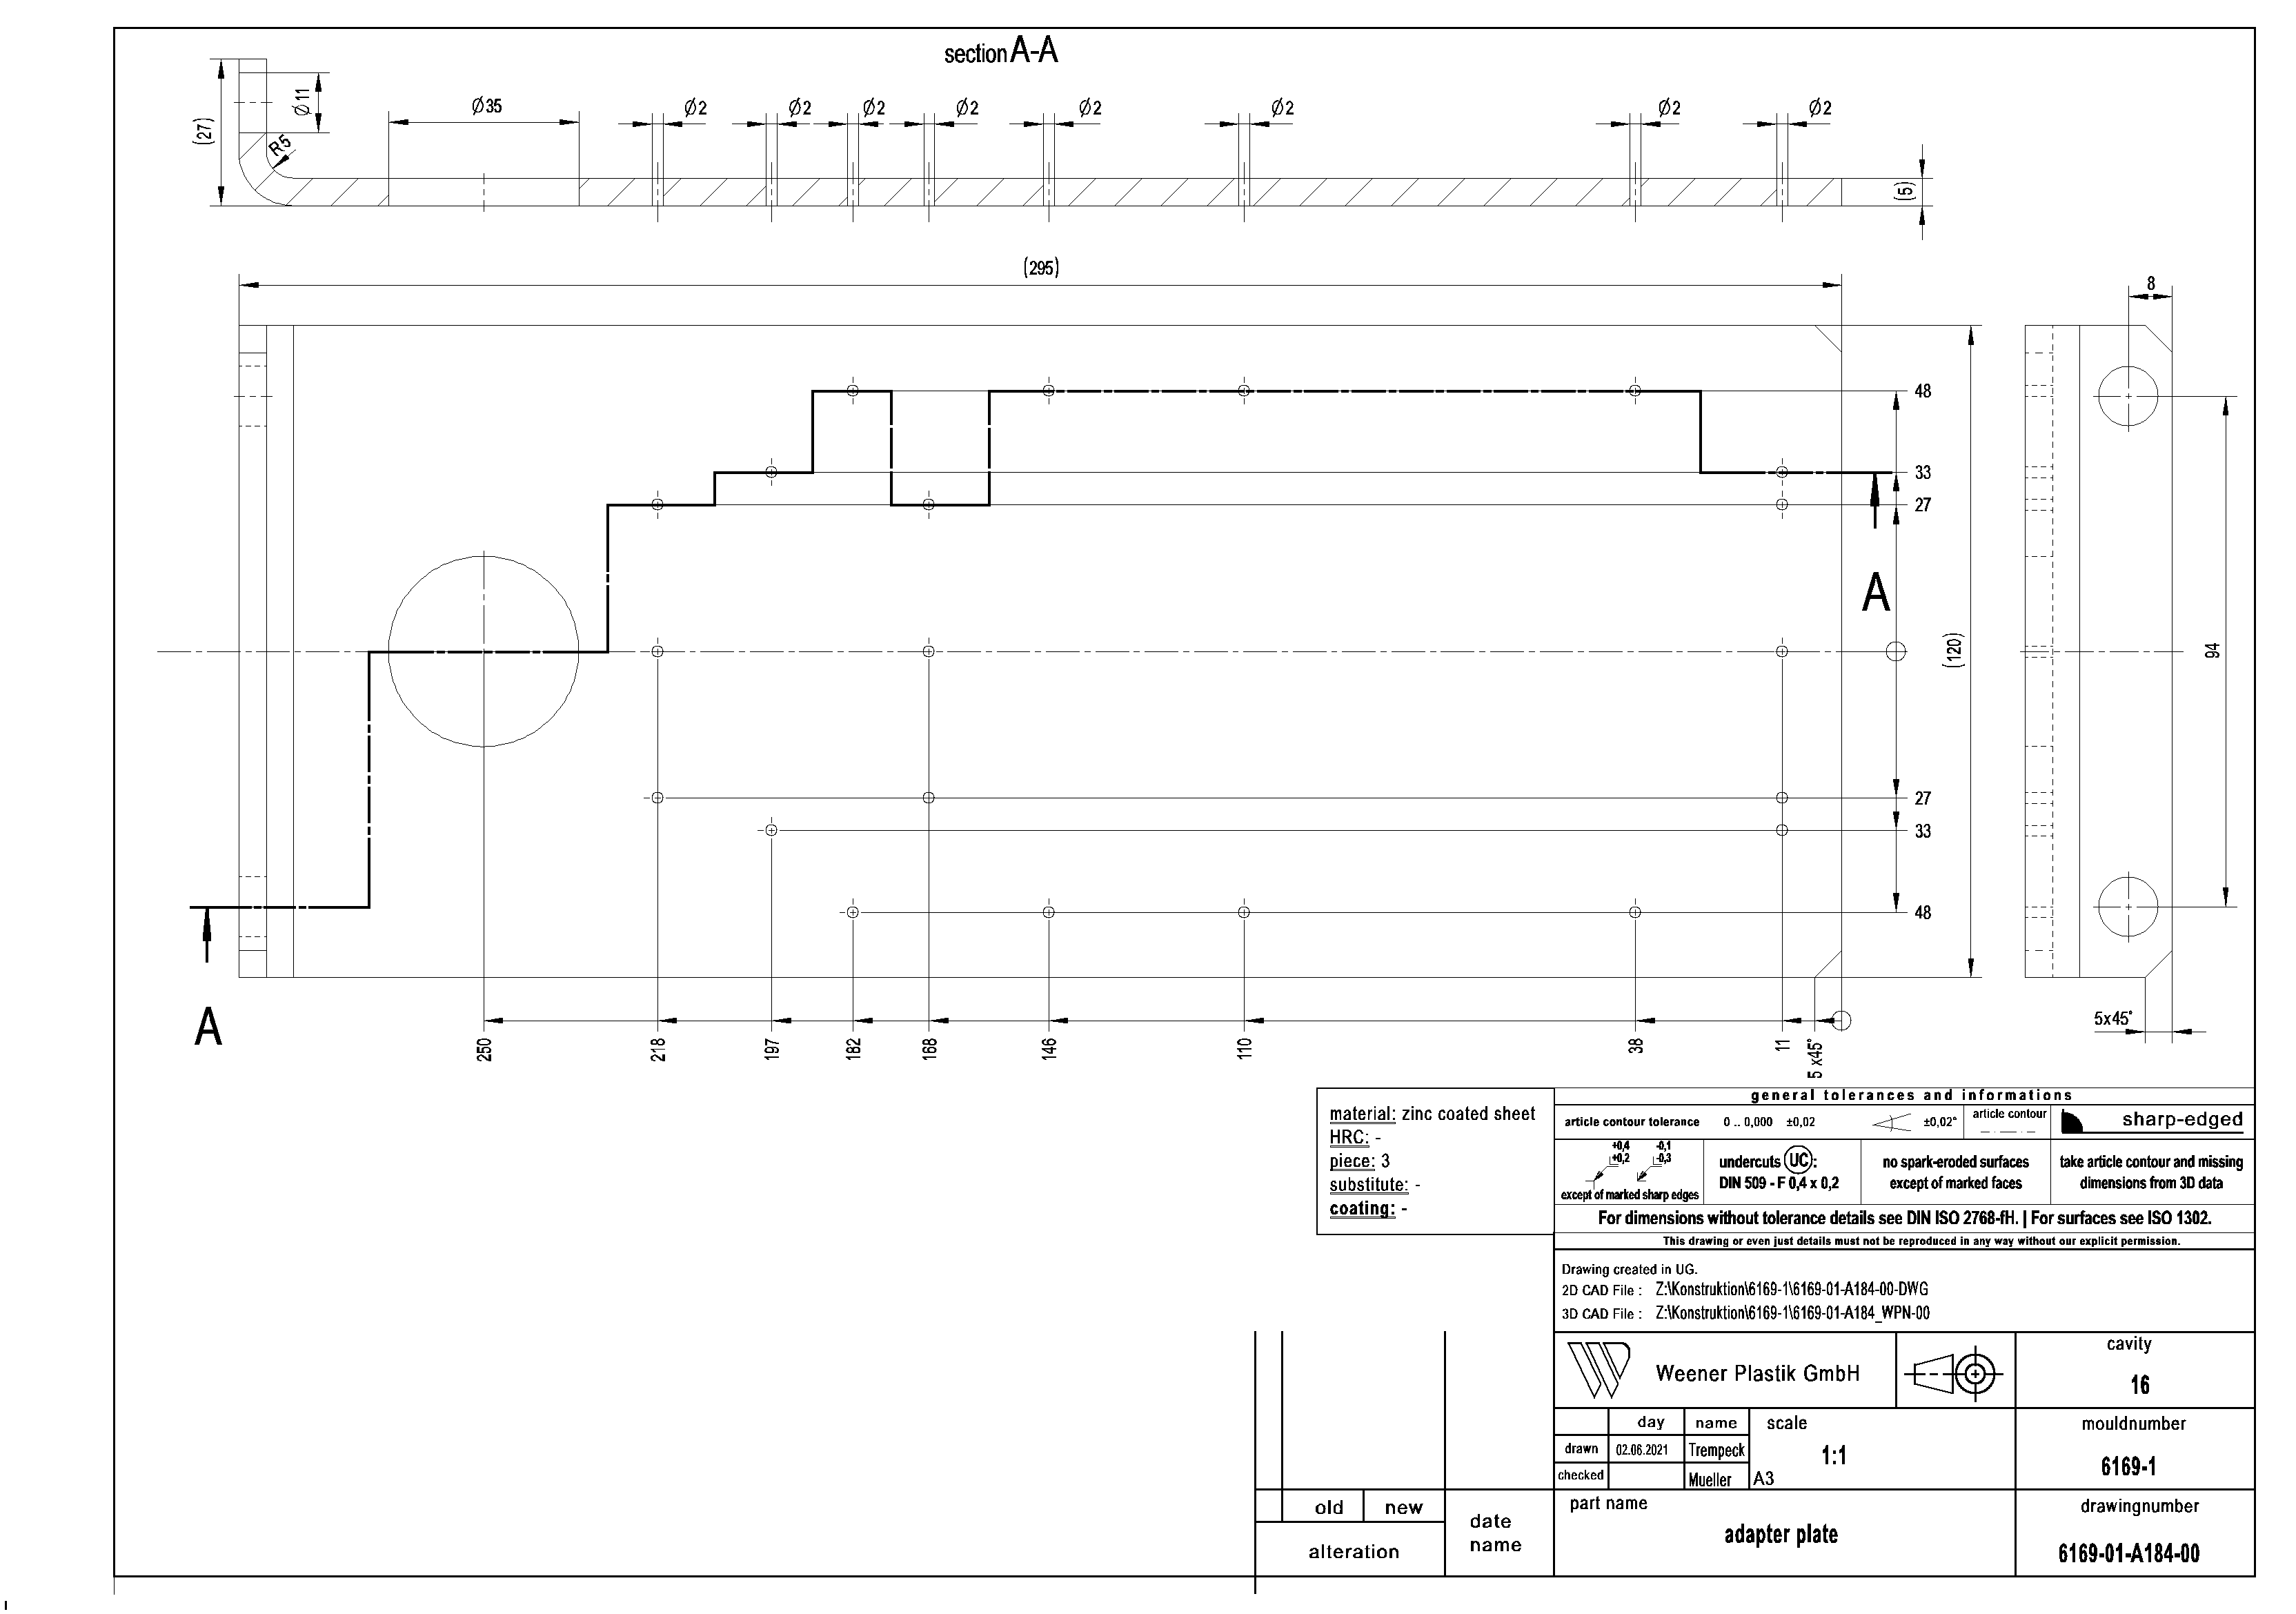 section A-A
(27)
Ø11
R5
Ø35
Ø2
Ø2
Ø2
Ø2
Ø2
Ø2
Ø2
Ø2
(5)
(295)
8
48
33
27
A
(120)
94
27
33
48
A
250
218
197
182
168
146
110
38
11
5 x45°
5x45°
material: zinc coated sheet
HRC: -
piece: 3
substitute: -
coating: -
general tolerances and informations
article contour tolerance 0 .. 0,000 ±0,02 ±0,02° article contour sharp-edged
+0,4 -0,1
+0,2 -0,3
except of marked sharp edges
undercuts UC:
DIN 509 - F 0,4 x 0,2
no spark-eroded surfaces
except of marked faces
take article contour and missing
dimensions from 3D data
For dimensions without tolerance details see DIN ISO 2768-fH. | For surfaces see ISO 1302.
This drawing or even just details must not be reproduced in any way without our explicit permission.
Drawing created in UG.
2D CAD File : Z:\Konstruktion\6169-1\6169-01-A184-00-DWG
3D CAD File : Z:\Konstruktion\6169-1\6169-01-A184_WPN-00
Weener Plastik GmbH
cavity
16
day name scale
drawn 02.06.2021 Trempeck
1:1
checked Mueller A3
mouldnumber
6169-1
part name
adapter plate
drawingnumber
6169-01-A184-00
old new
alteration
date
name